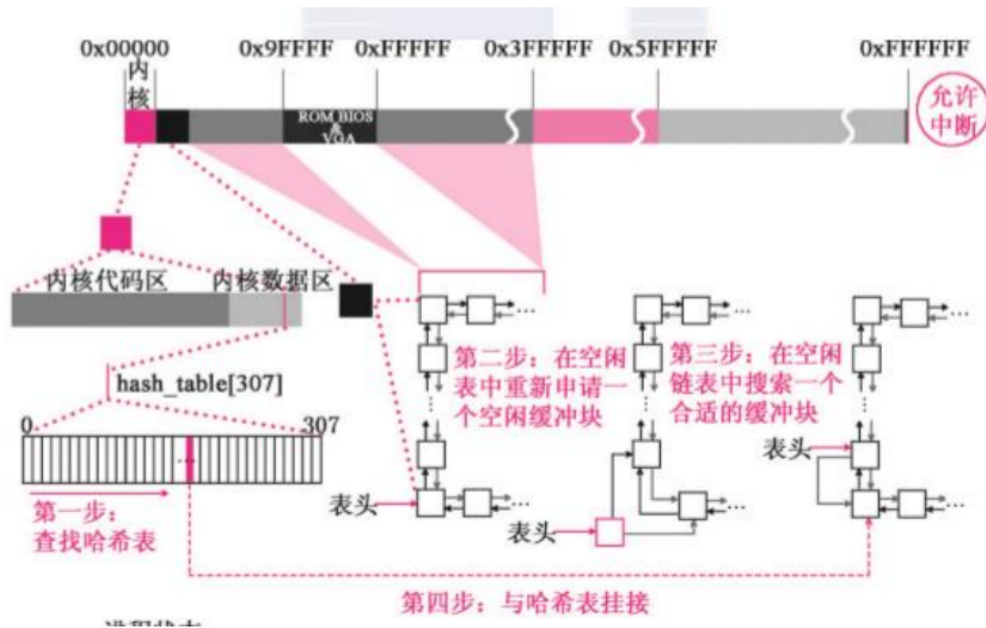 0x00000 0x9FFFF 0xFFFFF 0x3FFFFF 0x5FFFFF 0xFFFFFF
内
核
ROM BIOS
&
VGA
允许
中断
内核代码区 内核数据区
hash_table[307]
0 307
...
第一步：
查找哈希表
第二步：在空闲
表中重新申请一
个空闲缓冲块
表头
第三步：在空闲
链表中搜索一个
合适的缓冲块
表头
表头
第四步：与哈希表挂接
进程状态